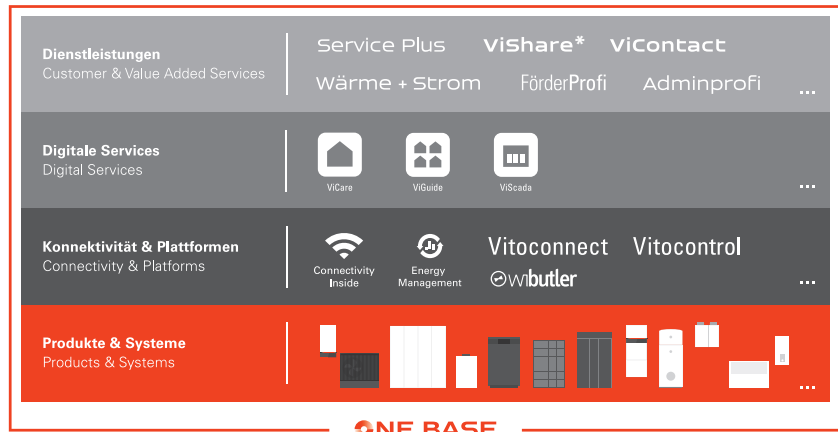 Dienstleistungen
Customer & Value Added Services
Service Plus ViShare* ViContact
Wärme + Strom FörderProfi Adminprofi ...
Digitale Services
Digital Services
ViCare ViGuide ViScada ...
Konnektivität & Plattformen
Connectivity & Platforms
Connectivity
Inside
Energy
Management
Vitoconnect Vitocontrol
wibutler ...
Produkte & Systeme
Products & Systems
...
ONE BASE